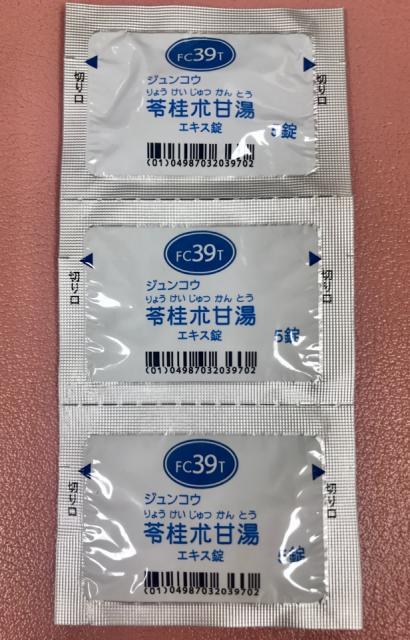 FC39T
切り口
切り口
ジュンコウ
りょう けい じゅつ かん とう
苓桂朮甘湯
エキス錠
5錠
(01)04987032039702
FC39T
切り口
切り口
ジュンコウ
りょう けい じゅつ かん とう
苓桂朮甘湯
エキス錠
5錠
(01)04987032039702
FC39T
切り口
切り口
ジュンコウ
りょう けい じゅつ かん とう
苓桂朮甘湯
エキス錠
5錠
(01)04987032039702